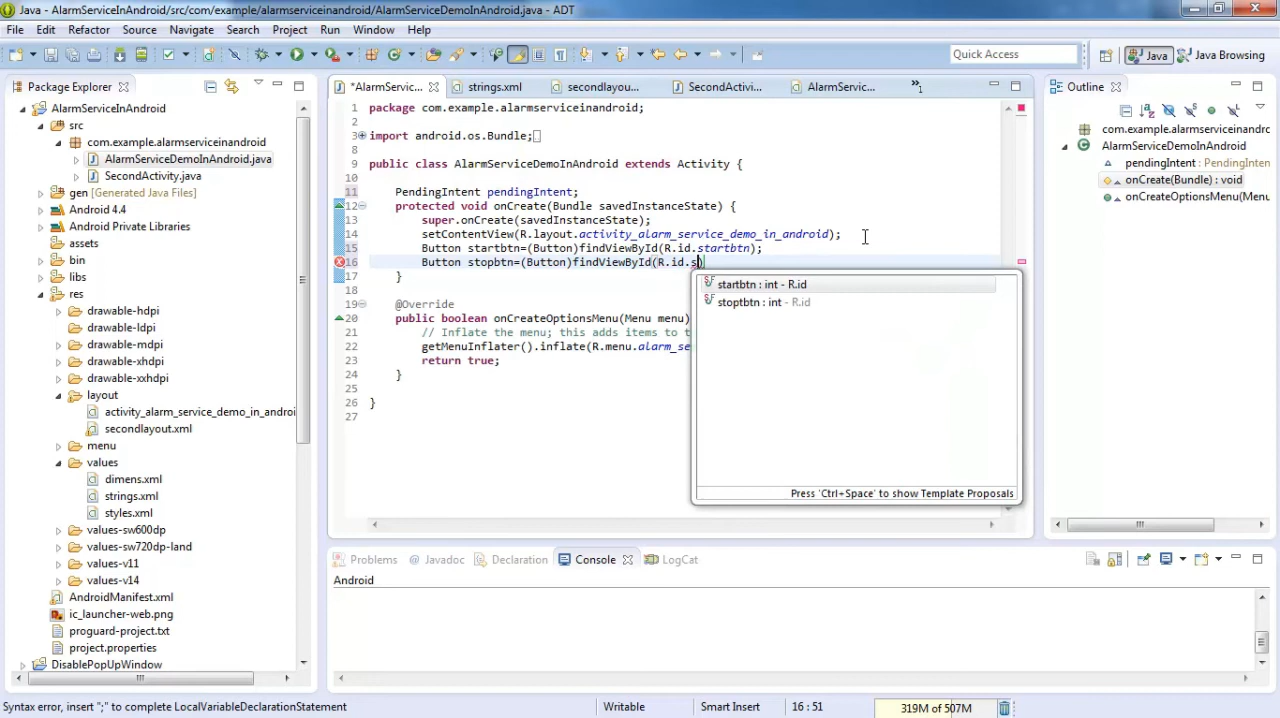 Java - AlarmServiceInAndroid/src/com/example/alarmserviceinandroid/AlarmServiceDemoInAndroid.java - ADT
File Edit Refactor Source Navigate Search Project Run Window Help
Quick Access
Java
Java Browsing
Package Explorer
*AlarmServic...
strings.xml
secondlayou...
SecondActivi...
AlarmServic...
Outline
AlarmServiceInAndroid
src
com.example.alarmserviceinandroid
AlarmServiceDemoInAndroid.java
SecondActivity.java
gen [Generated Java Files]
Android 4.4
Android Private Libraries
assets
bin
libs
res
drawable-hdpi
drawable-ldpi
drawable-mdpi
drawable-xhdpi
drawable-xxhdpi
layout
activity_alarm_service_demo_in_androi
secondlayout.xml
menu
values
dimens.xml
strings.xml
styles.xml
values-sw600dp
values-sw720dp-land
values-v11
values-v14
AndroidManifest.xml
ic_launcher-web.png
proguard-project.txt
project.properties
DisablePopUpWindow
1 package com.example.alarmserviceinandroid;
2
3 import android.os.Bundle;
8
9 public class AlarmServiceDemoInAndroid extends Activity {
10
11 PendingIntent pendingIntent;
12 protected void onCreate(Bundle savedInstanceState) {
13 super.onCreate(savedInstanceState);
14 setContentView(R.layout.activity_alarm_service_demo_in_android);
15 Button startbtn=(Button)findViewById(R.id.startbtn);
16 Button stopbtn=(Button)findViewById(R.id.s)
17 }
18
19 @Override
20 public boolean onCreateOptionsMenu(Menu menu)
21 // Inflate the menu; this adds items to t
22 getMenuInflater().inflate(R.menu.alarm_se
23 return true;
24 }
25
26 }
27
startbtn : int - R.id
stoptbtn : int - R.id
Press 'Ctrl+Space' to show Template Proposals
com.example.alarmserviceinandrc
AlarmServiceDemoInAndroid
pendingIntent : PendingInten
onCreate(Bundle) : void
onCreateOptionsMenu(Menu
Problems
@ Javadoc
Declaration
Console
LogCat
Android
Syntax error, insert ";" to complete LocalVariableDeclarationStatement
Writable
Smart Insert
16 : 51
319M of 507M